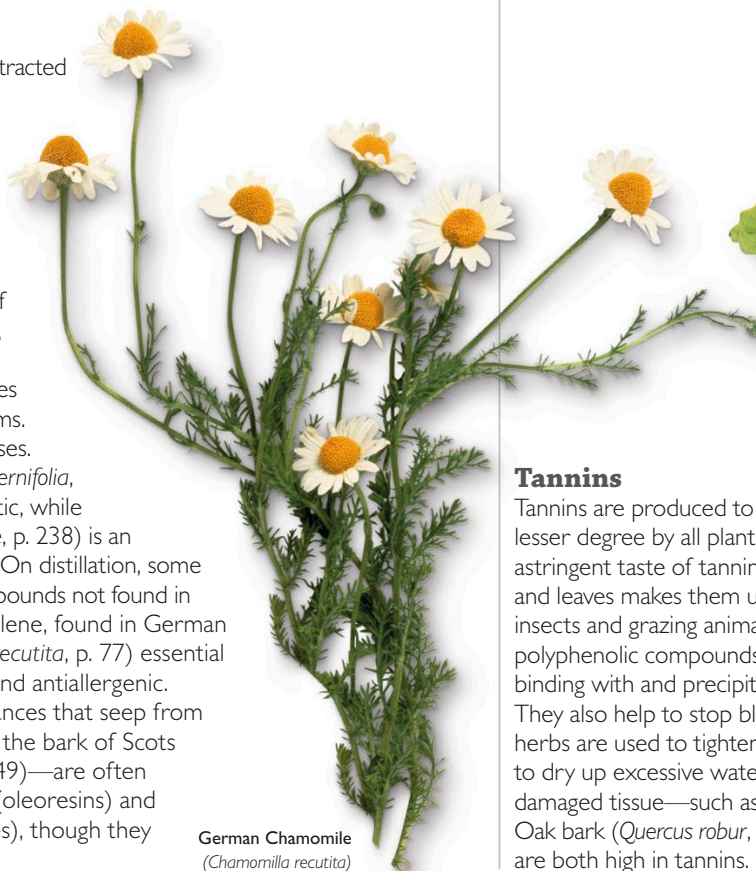 tracted
f
es
ms.
ses.
ernifolia,
tic, while
e, p. 238) is an
On distillation, some
pounds not found in
lene, found in German
ecutita, p. 77) essential
nd antiallergenic.
ances that seep from
the bark of Scots
49)—are often
(oleoresins) and
es), though they
German Chamomile
(Chamomilla recutita)
Tannins
Tannins are produced to
lesser degree by all plant
astringent taste of tannin
and leaves makes them u
insects and grazing anima
polyphenolic compounds
binding with and precipit
They also help to stop bl
herbs are used to tighten
to dry up excessive wate
damaged tissue—such as
Oak bark (Quercus robur,
are both high in tannins.